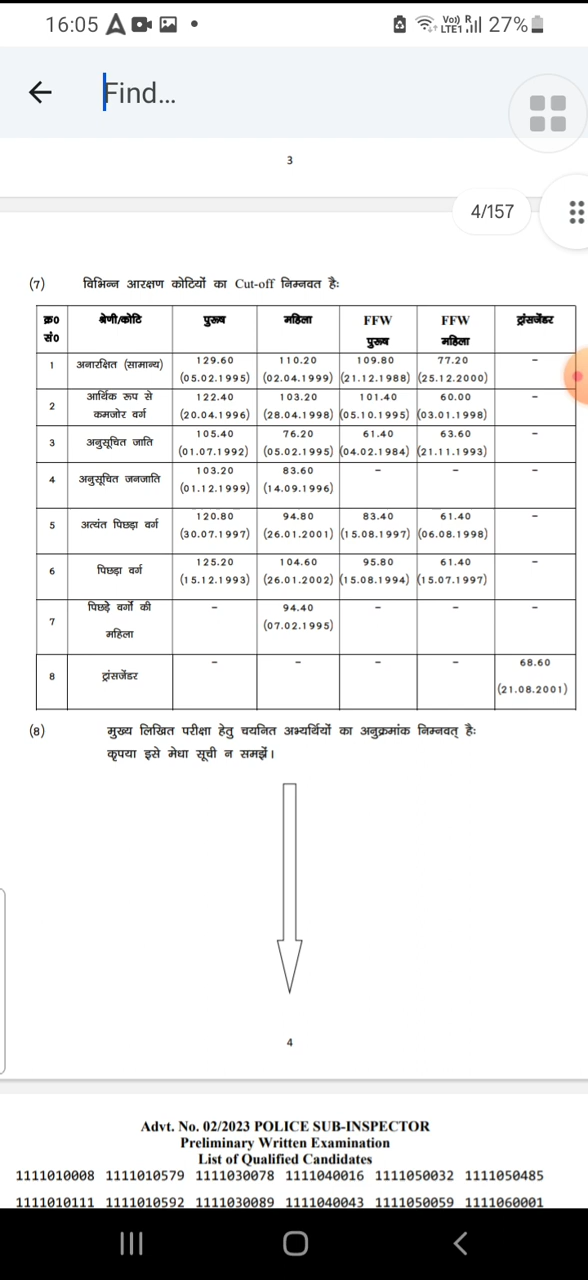 16:05
Vo)) R
LTE1 27%
Find...
3
4/157
(7) विभिन्न आरक्षण कोटियों का Cut-off निम्नवत हैः
क्र० सं० श्रेणी/कोटि पुरूष महिला FFW पुरूष FFW महिला ट्रांसजेंडर
1 अनारक्षित (सामान्य) 129.60 110.20 109.80 77.20 –
(05.02.1995) (02.04.1999) (21.12.1988) (25.12.2000)
2 आर्थिक रूप से कमजोर वर्ग 122.40 103.20 101.40 60.00 –
(20.04.1996) (28.04.1998) (05.10.1995) (03.01.1998)
3 अनुसूचित जाति 105.40 76.20 61.40 63.60 –
(01.07.1992) (05.02.1995) (04.02.1984) (21.11.1993)
4 अनुसूचित जनजाति 103.20 83.60 – – –
(01.12.1999) (14.09.1996)
5 अत्यंत पिछड़ा वर्ग 120.80 94.80 83.40 61.40 –
(30.07.1997) (26.01.2001) (15.08.1997) (06.08.1998)
6 पिछड़ा वर्ग 125.20 104.60 95.80 61.40 –
(15.12.1993) (26.01.2002) (15.08.1994) (15.07.1997)
7 पिछड़े वर्गों की महिला – 94.40 – – –
(07.02.1995)
8 ट्रांसजेंडर – – – – 68.60
(21.08.2001)
(8) मुख्य लिखित परीक्षा हेतु चयनित अभ्यर्थियों का अनुक्रमांक निम्नवत् हैः
कृपया इसे मेधा सूची न समझें।
4
Advt. No. 02/2023 POLICE SUB-INSPECTOR
Preliminary Written Examination
List of Qualified Candidates
1111010008 1111010579 1111030078 1111040016 1111050032 1111050485
1111010111 1111010592 1111030089 1111040043 1111050059 1111060001